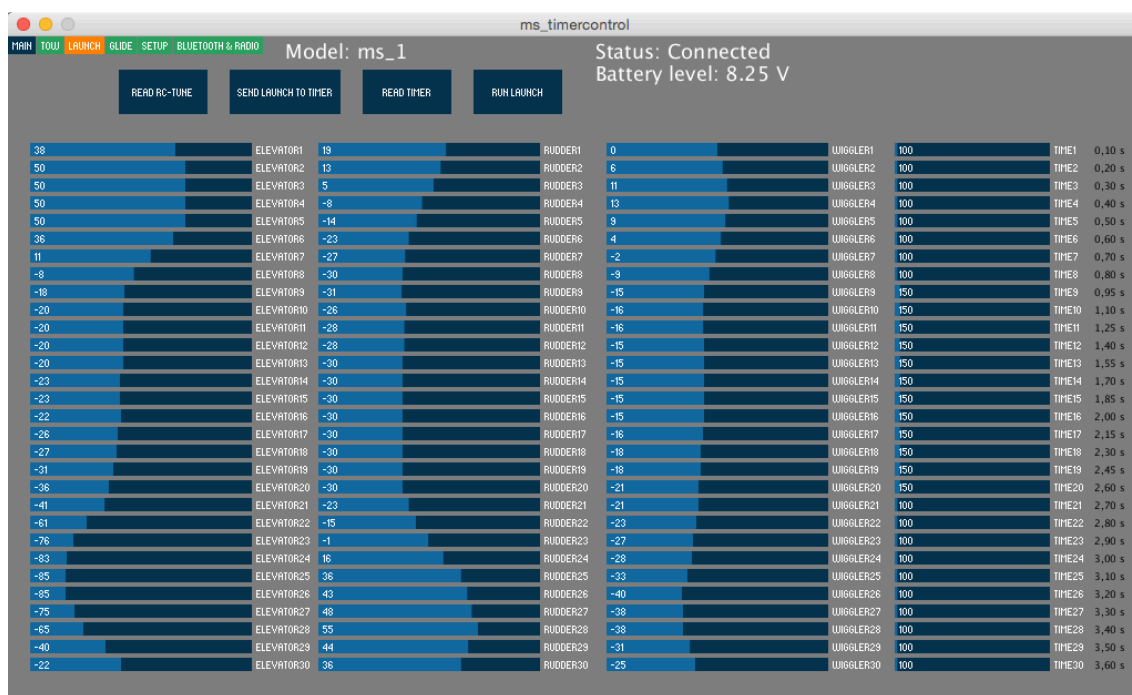 ms_timercontrol
MAIN TOW LAUNCH GLIDE SETUP BLUETOOTH & RADIO
Model: ms_1
Status: Connected
Battery level: 8.25 V
READ RC-TUNE SEND LAUNCH TO TIMER READ TIMER RUN LAUNCH
38 ELEVATOR1 19 RUDDER1 0 WIGGLER1 100 TIME1 0,10 s
50 ELEVATOR2 13 RUDDER2 6 WIGGLER2 100 TIME2 0,20 s
50 ELEVATOR3 5 RUDDER3 11 WIGGLER3 100 TIME3 0,30 s
50 ELEVATOR4 -8 RUDDER4 13 WIGGLER4 100 TIME4 0,40 s
50 ELEVATOR5 -14 RUDDER5 9 WIGGLER5 100 TIME5 0,50 s
36 ELEVATOR6 -23 RUDDER6 4 WIGGLER6 100 TIME6 0,60 s
11 ELEVATOR7 -27 RUDDER7 -2 WIGGLER7 100 TIME7 0,70 s
-8 ELEVATOR8 -30 RUDDER8 -9 WIGGLER8 100 TIME8 0,80 s
-18 ELEVATOR9 -31 RUDDER9 -15 WIGGLER9 150 TIME9 0,95 s
-20 ELEVATOR10 -26 RUDDER10 -16 WIGGLER10 150 TIME10 1,10 s
-20 ELEVATOR11 -28 RUDDER11 -16 WIGGLER11 150 TIME11 1,25 s
-20 ELEVATOR12 -28 RUDDER12 -15 WIGGLER12 150 TIME12 1,40 s
-20 ELEVATOR13 -30 RUDDER13 -15 WIGGLER13 150 TIME13 1,55 s
-23 ELEVATOR14 -30 RUDDER14 -15 WIGGLER14 150 TIME14 1,70 s
-23 ELEVATOR15 -30 RUDDER15 -15 WIGGLER15 150 TIME15 1,85 s
-22 ELEVATOR16 -30 RUDDER16 -15 WIGGLER16 150 TIME16 2,00 s
-26 ELEVATOR17 -30 RUDDER17 -16 WIGGLER17 150 TIME17 2,15 s
-27 ELEVATOR18 -30 RUDDER18 -18 WIGGLER18 150 TIME18 2,30 s
-31 ELEVATOR19 -30 RUDDER19 -18 WIGGLER19 150 TIME19 2,45 s
-36 ELEVATOR20 -30 RUDDER20 -21 WIGGLER20 150 TIME20 2,60 s
-41 ELEVATOR21 -23 RUDDER21 -21 WIGGLER21 100 TIME21 2,70 s
-61 ELEVATOR22 -15 RUDDER22 -23 WIGGLER22 100 TIME22 2,80 s
-76 ELEVATOR23 -1 RUDDER23 -27 WIGGLER23 100 TIME23 2,90 s
-83 ELEVATOR24 16 RUDDER24 -28 WIGGLER24 100 TIME24 3,00 s
-85 ELEVATOR25 36 RUDDER25 -33 WIGGLER25 100 TIME25 3,10 s
-85 ELEVATOR26 43 RUDDER26 -40 WIGGLER26 100 TIME26 3,20 s
-75 ELEVATOR27 48 RUDDER27 -38 WIGGLER27 100 TIME27 3,30 s
-65 ELEVATOR28 55 RUDDER28 -38 WIGGLER28 100 TIME28 3,40 s
-40 ELEVATOR29 44 RUDDER29 -31 WIGGLER29 100 TIME29 3,50 s
-22 ELEVATOR30 36 RUDDER30 -25 WIGGLER30 100 TIME30 3,60 s